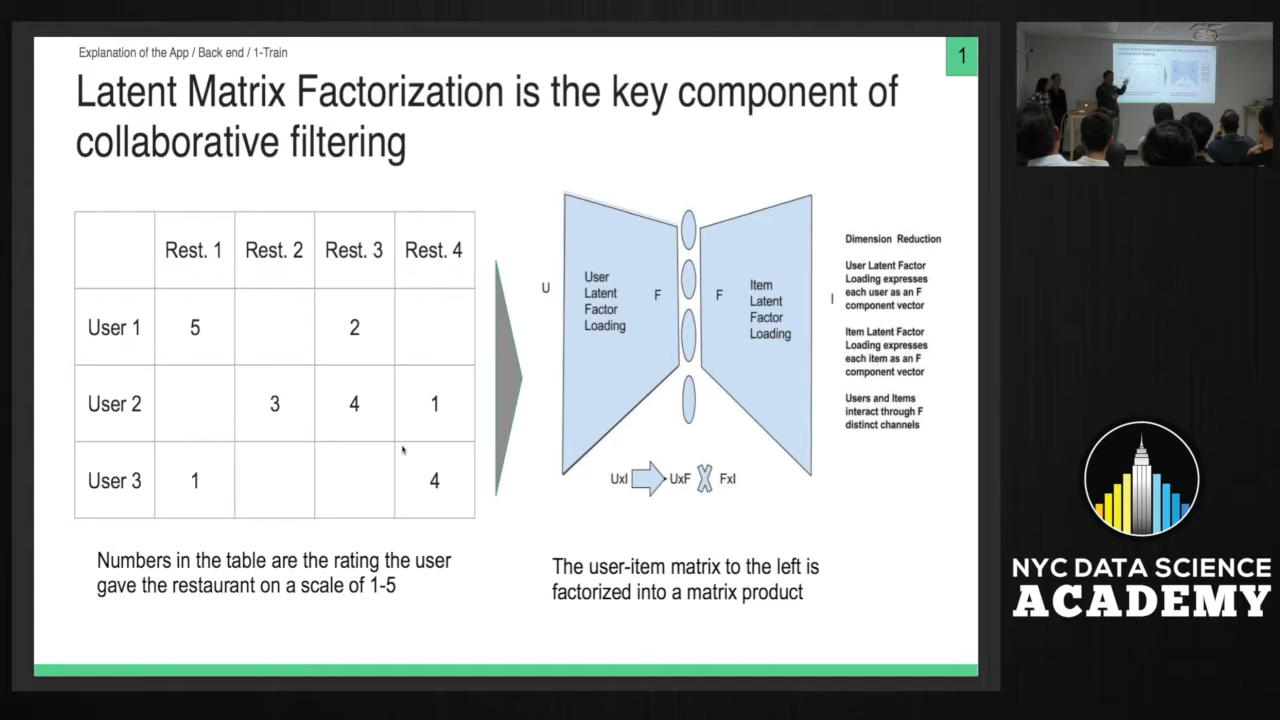 Explanation of the App / Back end / 1-Train
1
Latent Matrix Factorization is the key component of
collaborative filtering
Rest. 1 Rest. 2 Rest. 3 Rest. 4
User 1 5 2
User 2 3 4 1
User 3 1 4
Numbers in the table are the rating the user
gave the restaurant on a scale of 1-5
U
User
Latent
Factor
Loading
F
F
Item
Latent
Factor
Loading
I
UxI UxF X FxI
The user-item matrix to the left is
factorized into a matrix product
Dimension Reduction
User Latent Factor
Loading expresses
each user as an F
component vector
Item Latent Factor
Loading expresses
each item as an F
component vector
Users and Items
interact through F
distinct channels
NYC DATA SCIENCE
ACADEMY